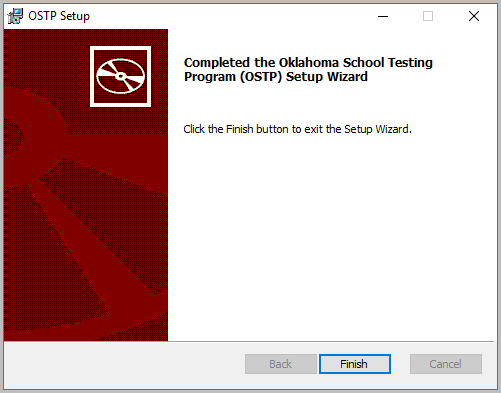 OSTP Setup
Completed the Oklahoma School Testing
Program (OSTP) Setup Wizard
Click the Finish button to exit the Setup Wizard.
Back
Finish
Cancel